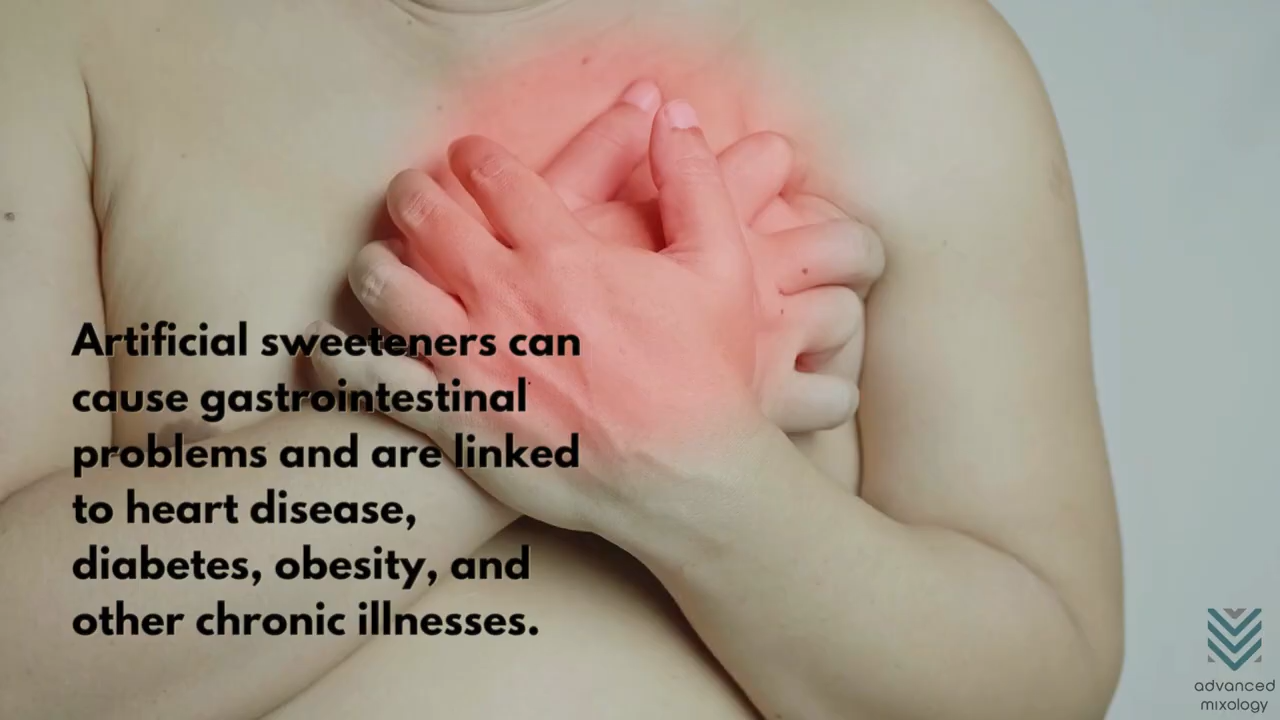 Artificial sweeteners can
cause gastrointestinal
problems and are linked
to heart disease,
diabetes, obesity, and
other chronic illnesses.
advanced
mixology